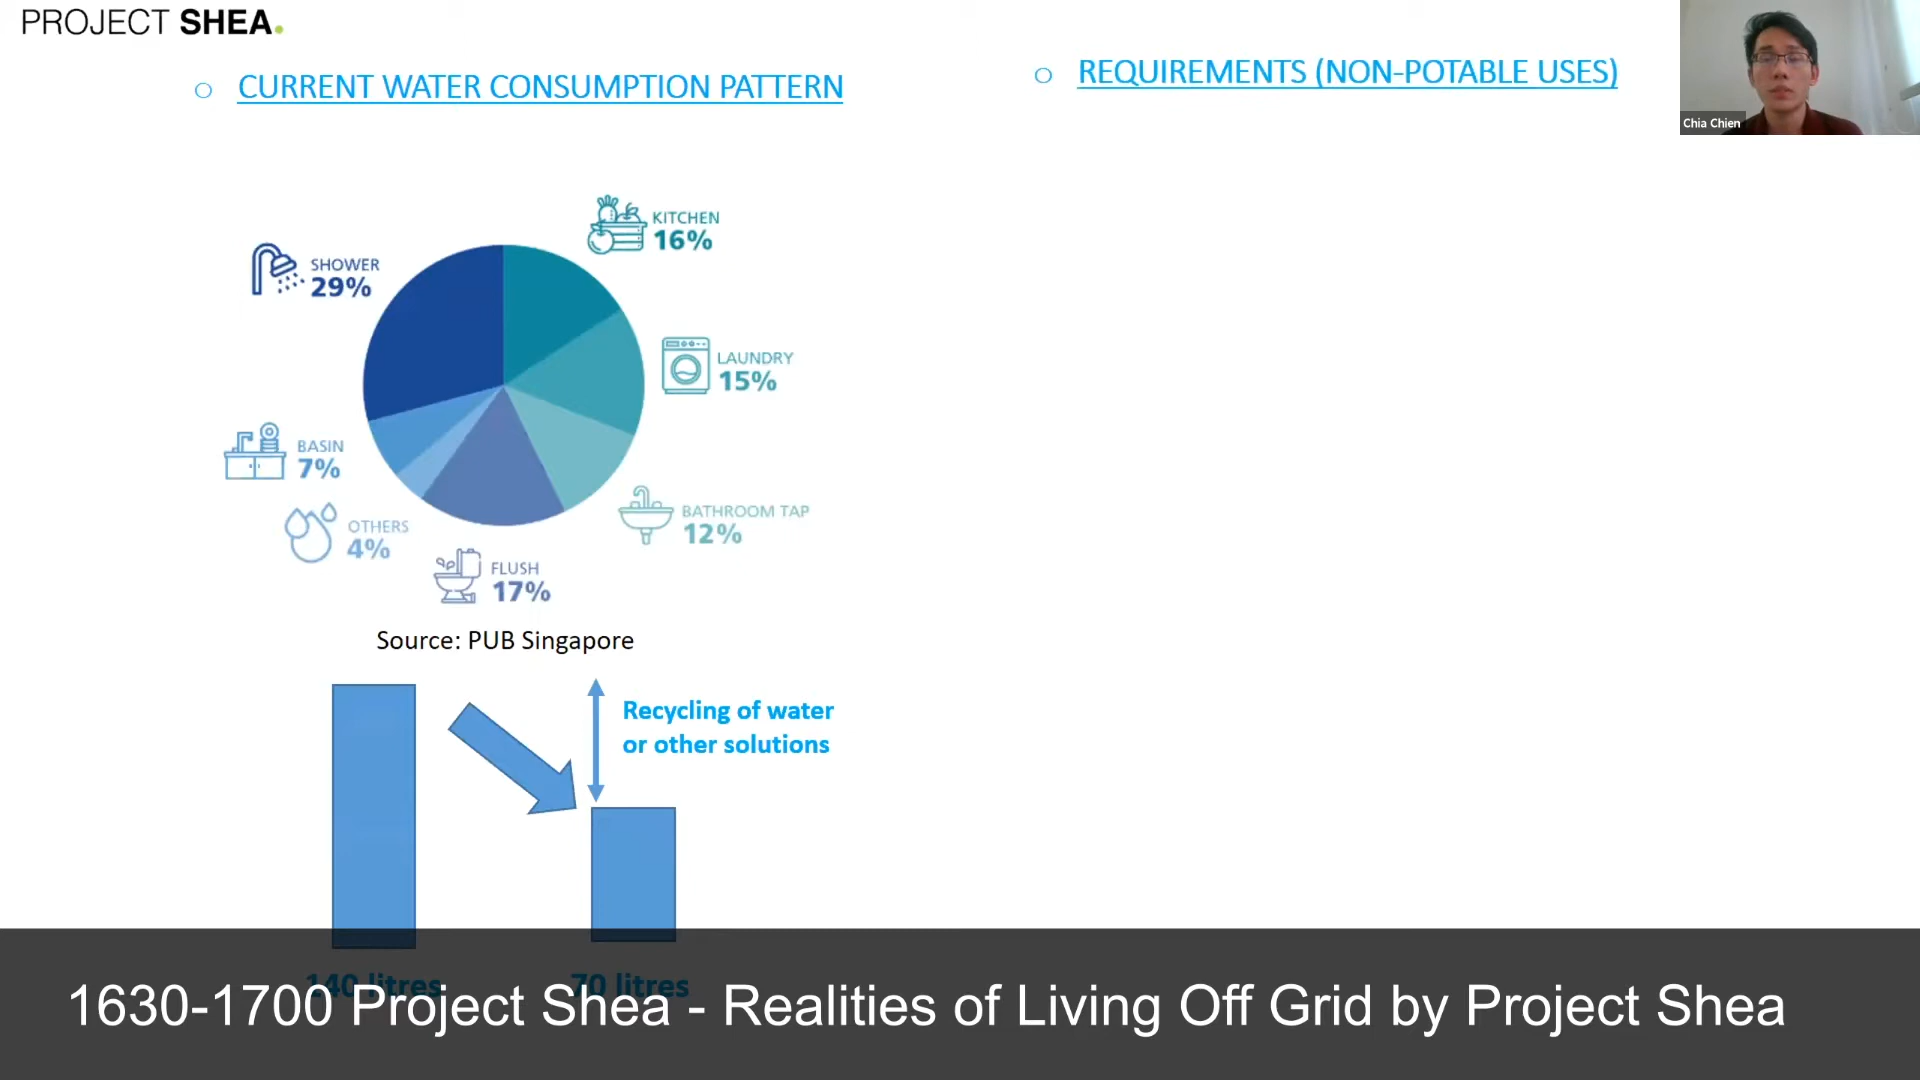 PROJECT SHEA.
CURRENT WATER CONSUMPTION PATTERN
REQUIREMENTS (NON-POTABLE USES)
Chia Chien
KITCHEN
16%
SHOWER
29%
LAUNDRY
15%
BASIN
7%
BATHROOM TAP
12%
OTHERS
4%
FLUSH
17%
Source: PUB Singapore
Recycling of water
or other solutions
140 litres
70 litres
1630-1700 Project Shea - Realities of Living Off Grid by Project Shea